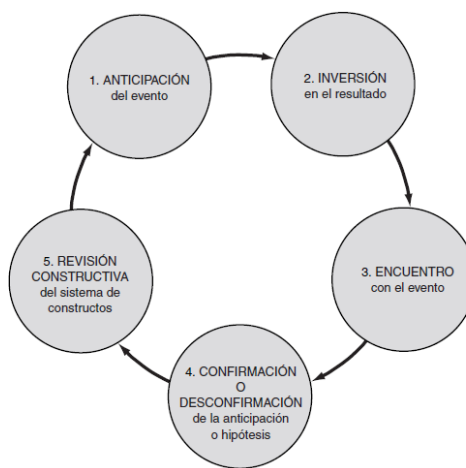 1. ANTICIPACIÓN
del evento
2. INVERSIÓN
en el resultado
3. ENCUENTRO
con el evento
4. CONFIRMACIÓN
O
DESCONFIRMACIÓN
de la anticipación
o hipótesis
5. REVISIÓN
CONSTRUCTIVA
del sistema de
constructos